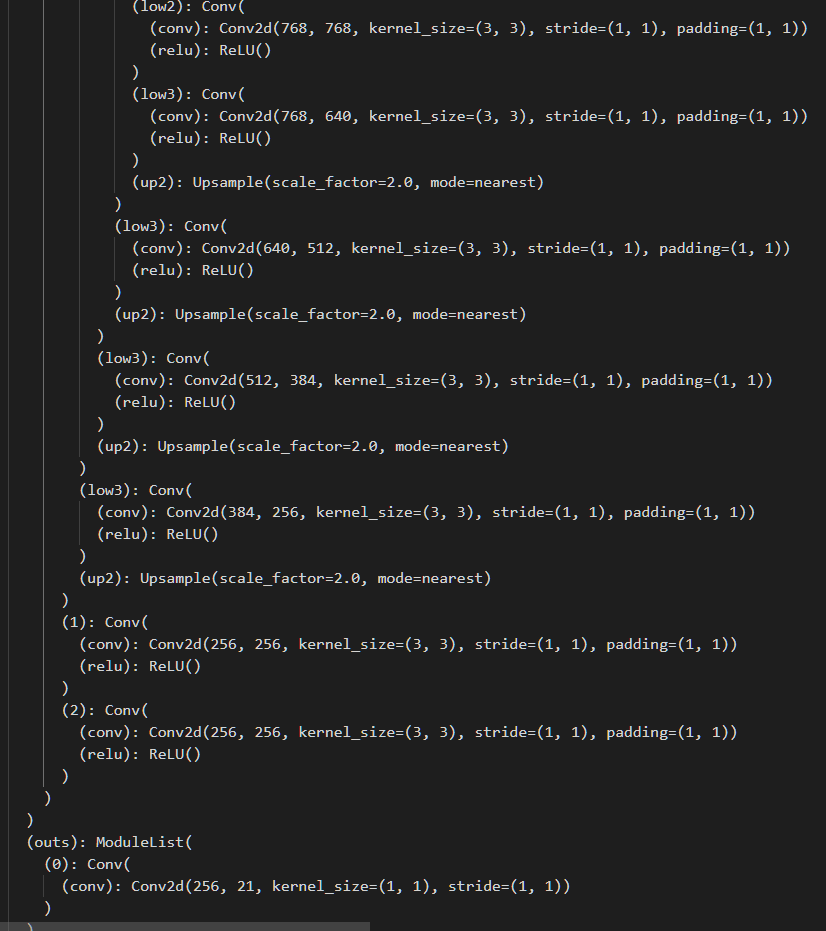 (low2): Conv(
(conv): Conv2d(768, 768, kernel_size=(3, 3), stride=(1, 1), padding=(1, 1))
(relu): ReLU()
)
(low3): Conv(
(conv): Conv2d(768, 640, kernel_size=(3, 3), stride=(1, 1), padding=(1, 1))
(relu): ReLU()
)
(up2): Upsample(scale_factor=2.0, mode=nearest)
)
(low3): Conv(
(conv): Conv2d(640, 512, kernel_size=(3, 3), stride=(1, 1), padding=(1, 1))
(relu): ReLU()
)
(up2): Upsample(scale_factor=2.0, mode=nearest)
)
(low3): Conv(
(conv): Conv2d(512, 384, kernel_size=(3, 3), stride=(1, 1), padding=(1, 1))
(relu): ReLU()
)
(up2): Upsample(scale_factor=2.0, mode=nearest)
)
(low3): Conv(
(conv): Conv2d(384, 256, kernel_size=(3, 3), stride=(1, 1), padding=(1, 1))
(relu): ReLU()
)
(up2): Upsample(scale_factor=2.0, mode=nearest)
)
(1): Conv(
(conv): Conv2d(256, 256, kernel_size=(3, 3), stride=(1, 1), padding=(1, 1))
(relu): ReLU()
)
(2): Conv(
(conv): Conv2d(256, 256, kernel_size=(3, 3), stride=(1, 1), padding=(1, 1))
(relu): ReLU()
)
)
)
(outs): ModuleList(
(0): Conv(
(conv): Conv2d(256, 21, kernel_size=(1, 1), stride=(1, 1))
)
)